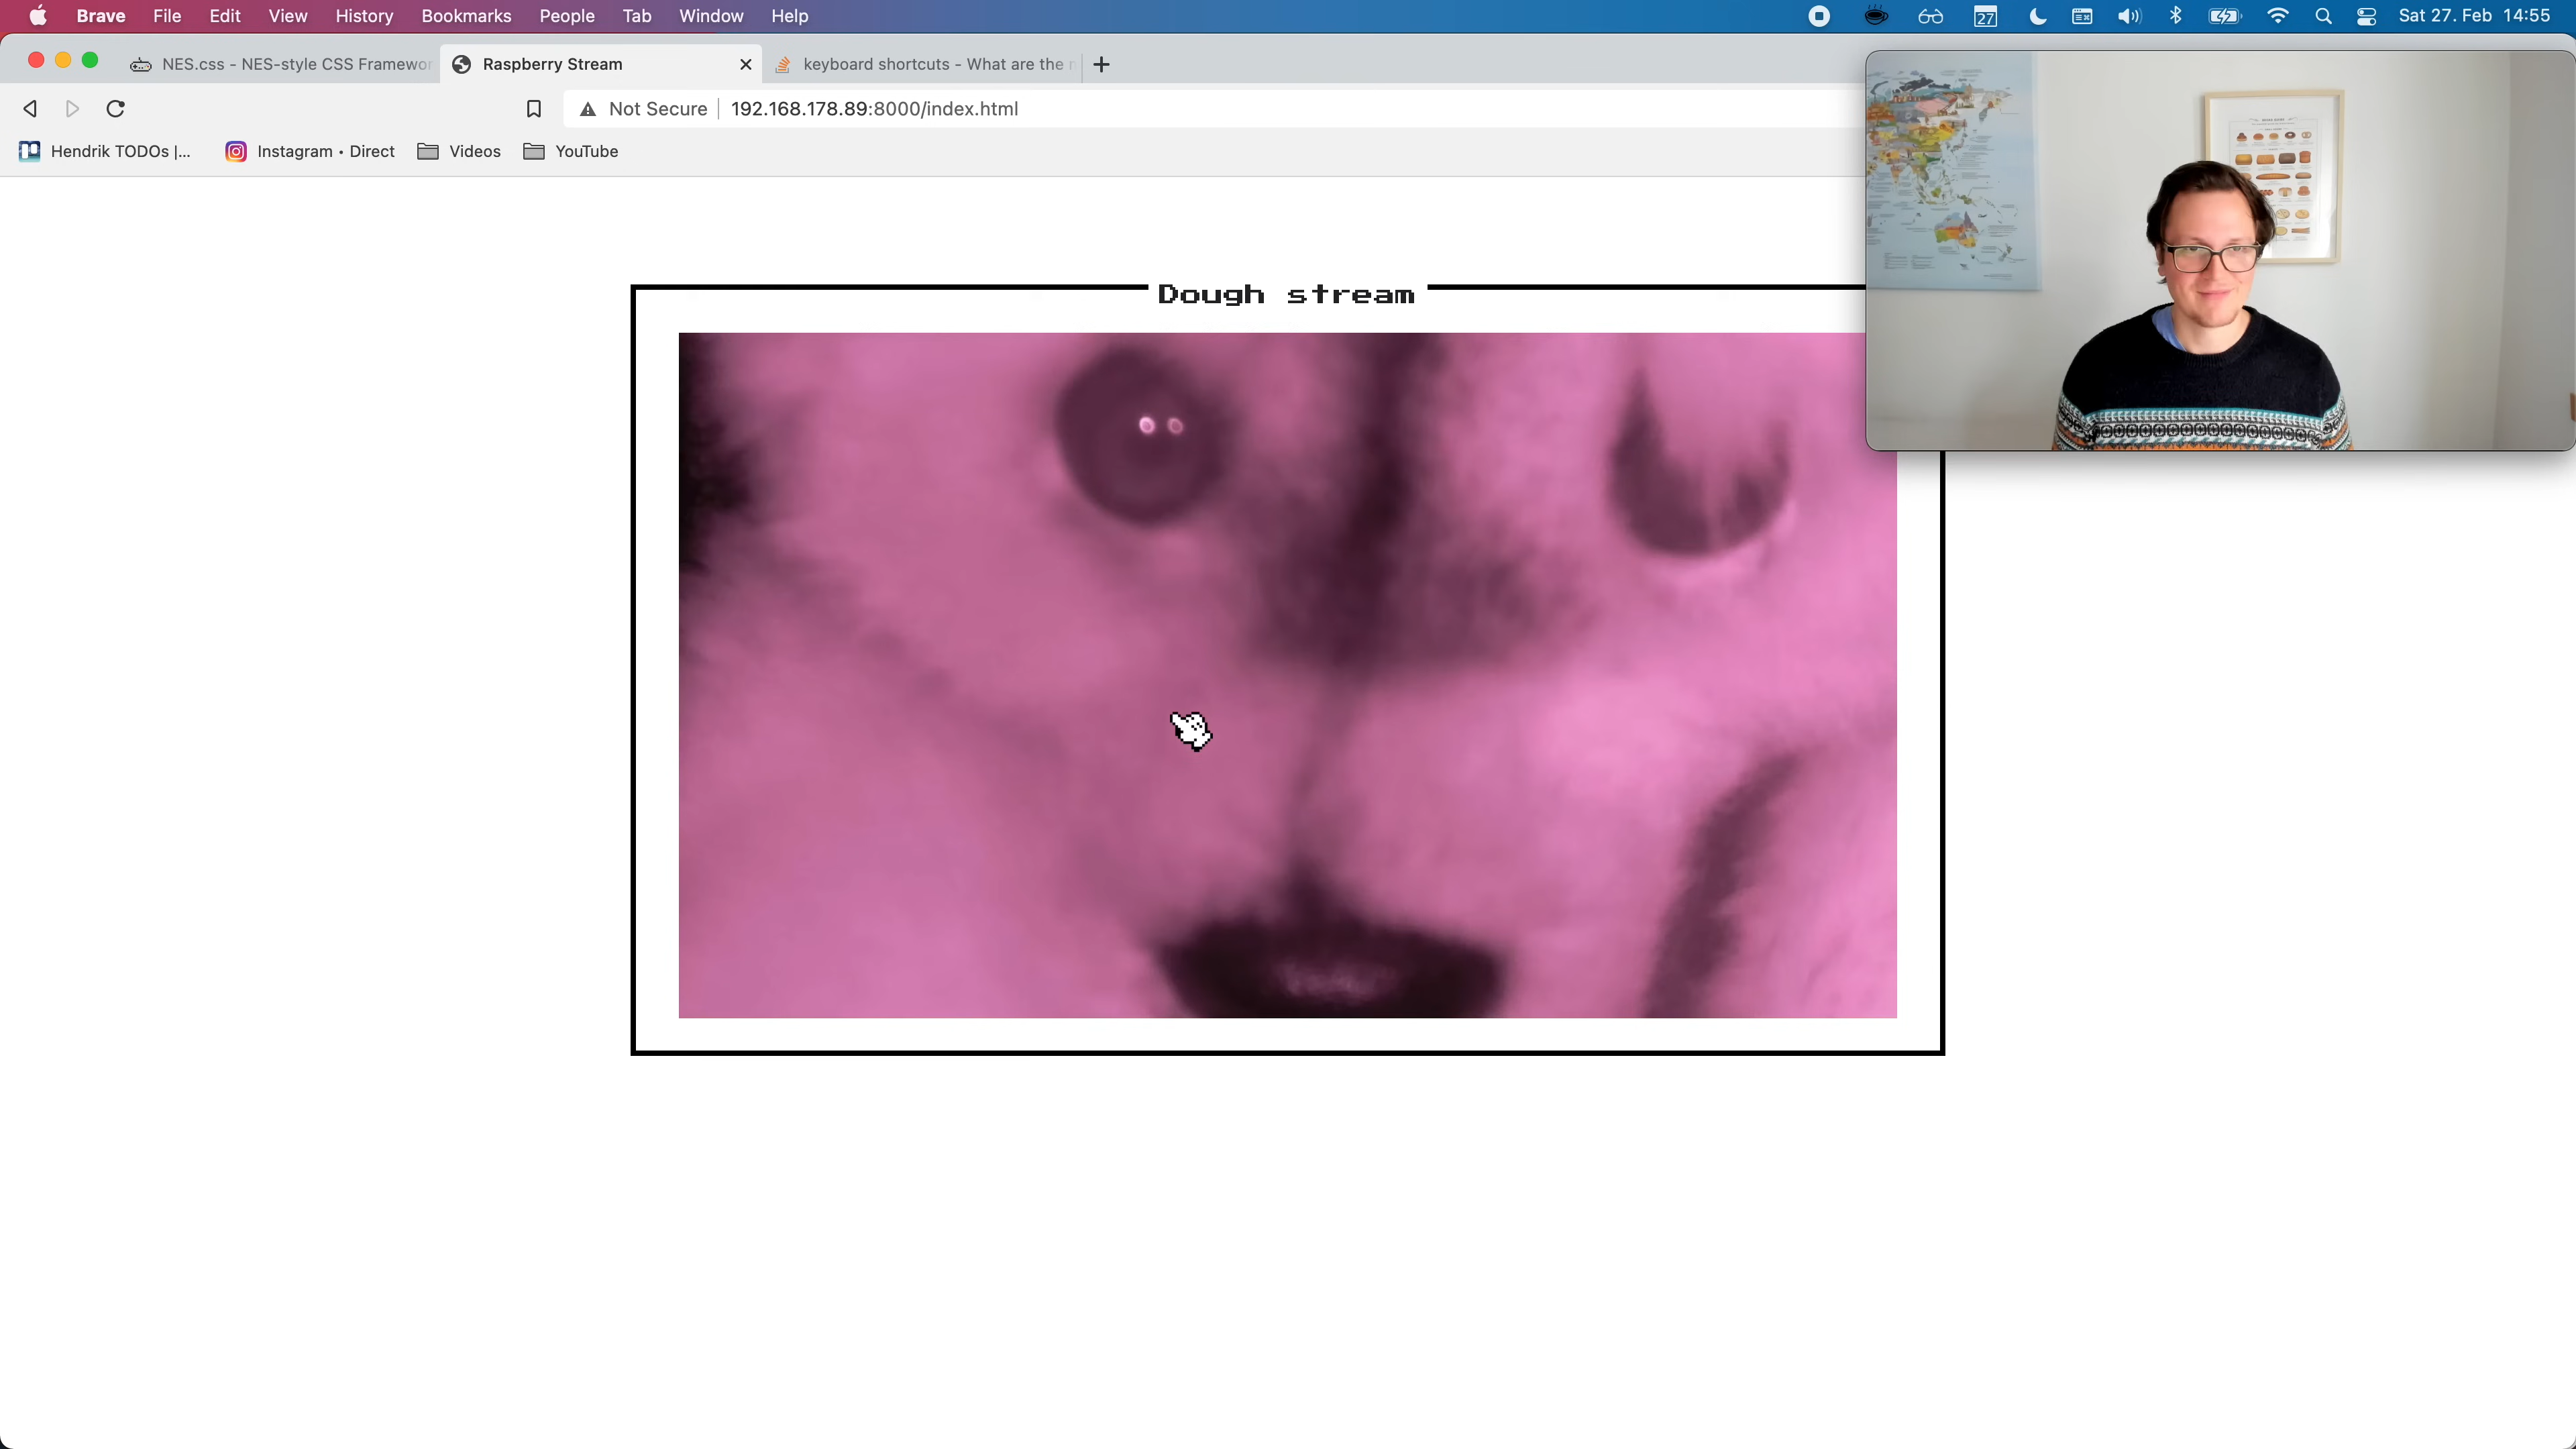 Brave File Edit View History Bookmarks People Tab Window Help 27 Sat 27. Feb 14:55
NES.css - NES-style CSS Framewor Raspberry Stream keyboard shortcuts - What are the
Not Secure 192.168.178.89:8000/index.html
Hendrik TODOs |... Instagram • Direct Videos YouTube
Dough stream